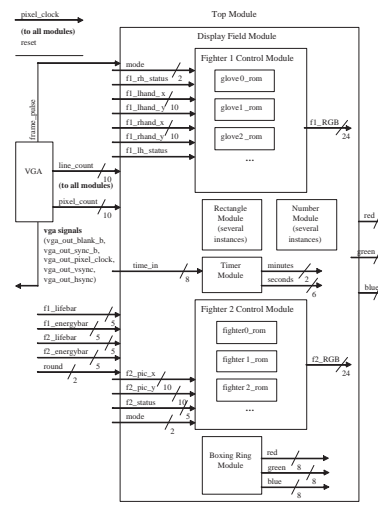 pixel_clock
(to all modules)
reset
Top Module
Display Field Module
Fighter 1 Control Module
mode
f1_rh_status
2
f1_lhand_x
f1_lhand_y
10
f1_rhand_x
f1_rhand_y
10
f1_lh_status
glove0_rom
glove1_rom
glove2_rom
...
f1_RGB
24
frame_pulse
VGA
line_count
10
(to all modules)
pixel_count
10
vga signals
(vga_out_blank_b,
vga_out_sync_b,
vga_out_pixel_clock,
vga_out_vsync,
vga_out_hsync)
Rectangle
Module
(several
instances)
Number
Module
(several
instances)
red
green
blue
time_in
8
Timer
Module
minutes
2
seconds
6
Fighter 2 Control Module
fighter0_rom
fighter 1_rom
fighter 2_rom
...
f2_RGB
24
f1_lifebar
f1_energybar
5
f2_lifebar
5
f2_energybar
5
round
5
2
f2_pic_x
f2_pic_y
10
f2_status
10
mode
5
2
Boxing Ring
Module
red
green
8
blue
8
8